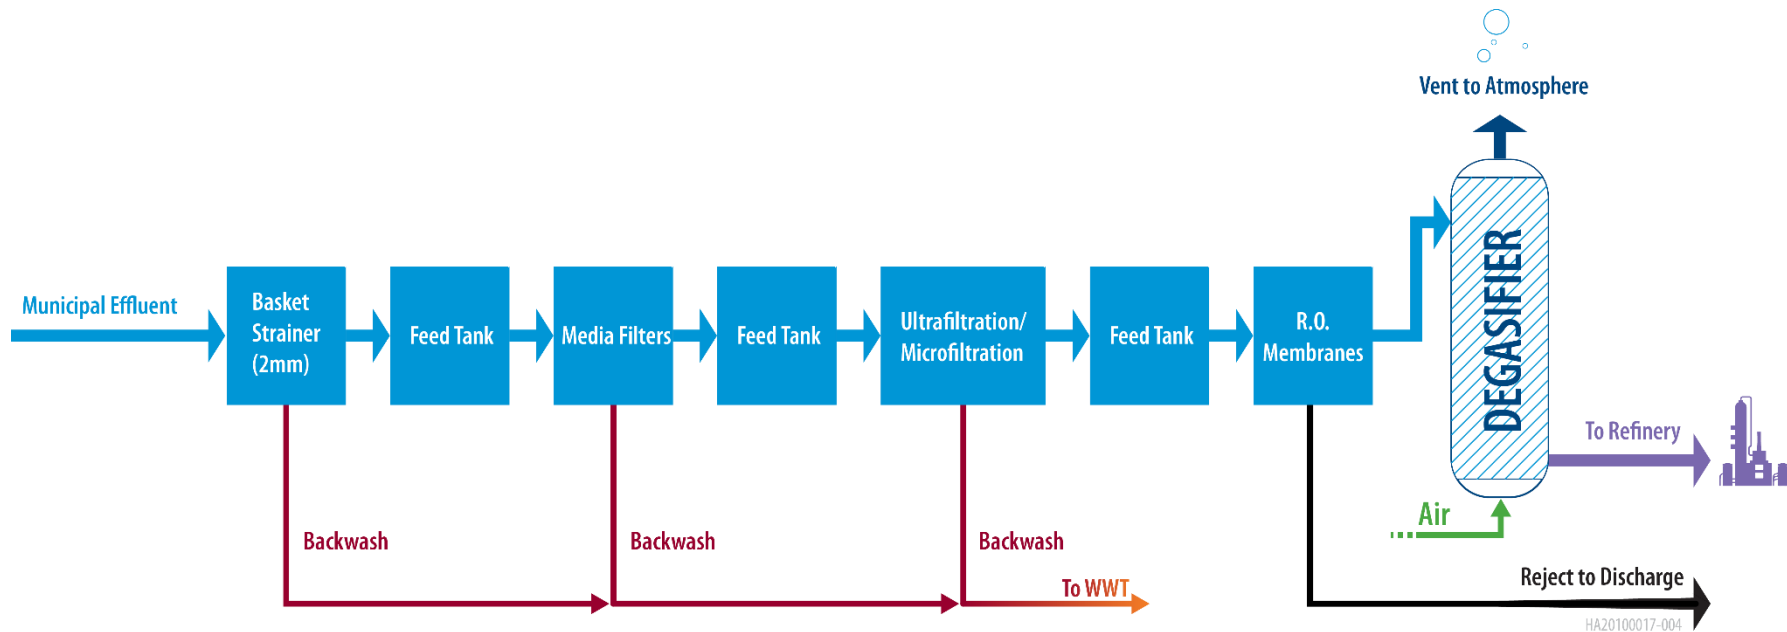 Vent to Atmosphere
Municipal Effluent
Basket
Strainer
(2mm)
Feed Tank
Media Filters
Feed Tank
Ultrafiltration/
Microfiltration
Feed Tank
R.O.
Membranes
DEGASIFIER
To Refinery
Air
Backwash
Backwash
Backwash
To WWT
Reject to Discharge
HA20100017-004